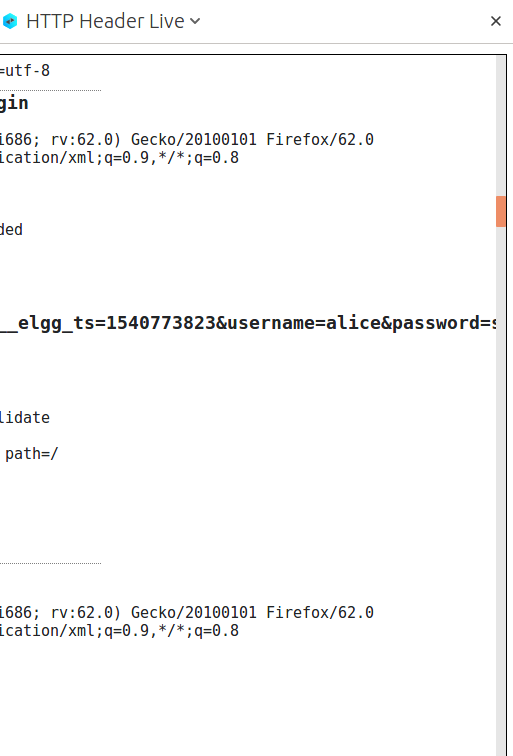 HTTP Header Live
=utf-8
gin
i686; rv:62.0) Gecko/20100101 Firefox/62.0
ication/xml;q=0.9,*/*;q=0.8
ded
__elgg_ts=1540773823&username=alice&password=s
lidate
path=/
i686; rv:62.0) Gecko/20100101 Firefox/62.0
ication/xml;q=0.9,*/*;q=0.8